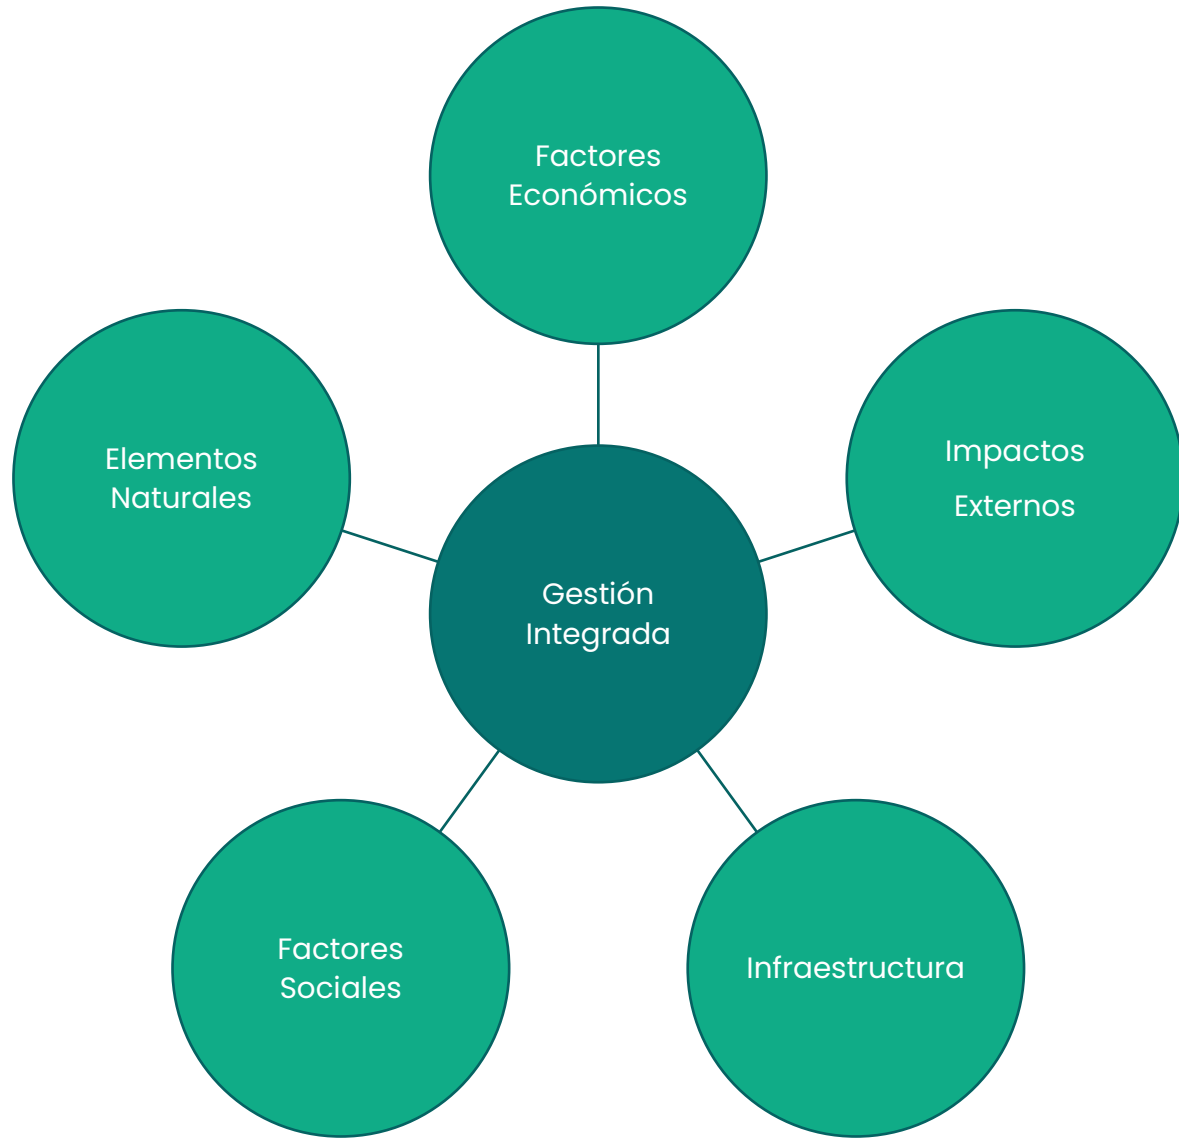 Factores
Económicos
Elementos
Naturales
Impactos
Externos
Gestión
Integrada
Factores
Sociales
Infraestructura